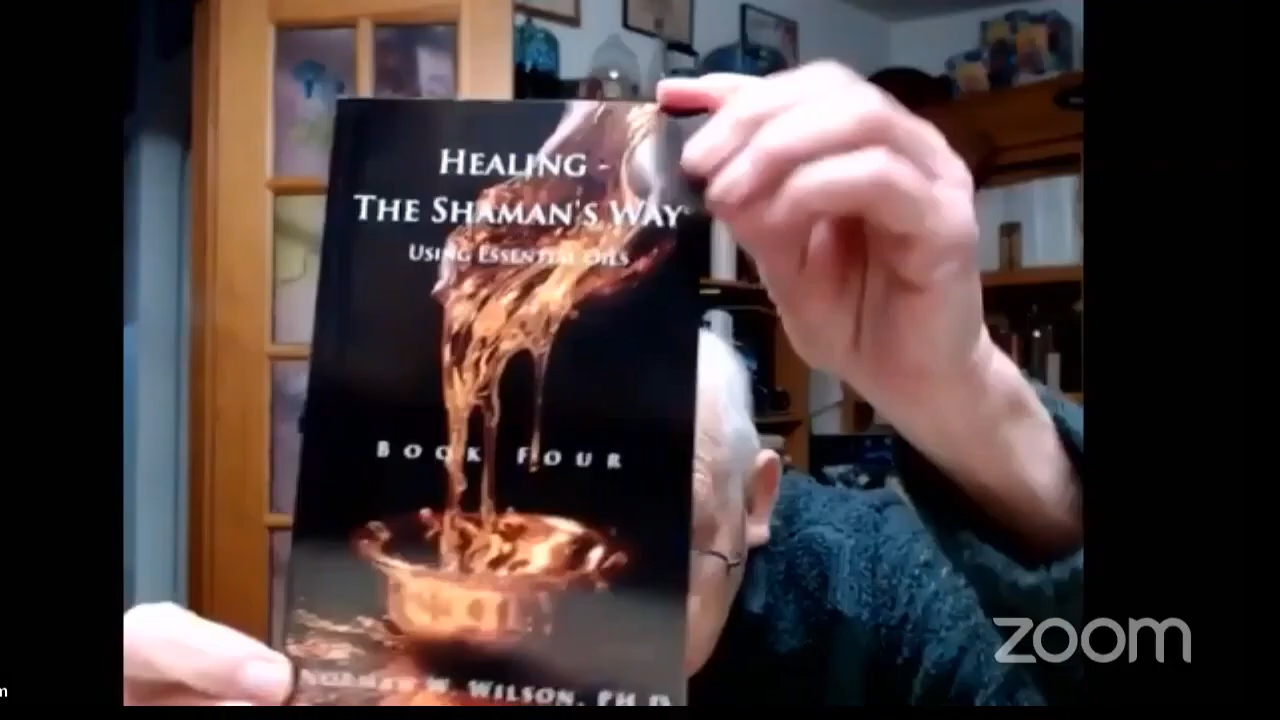 HEALING -
THE SHAMAN'S WAY
USING ESSENTIAL OILS
BOOK FOUR
NORMAN W. WILSON, PH.D.
zoom
m